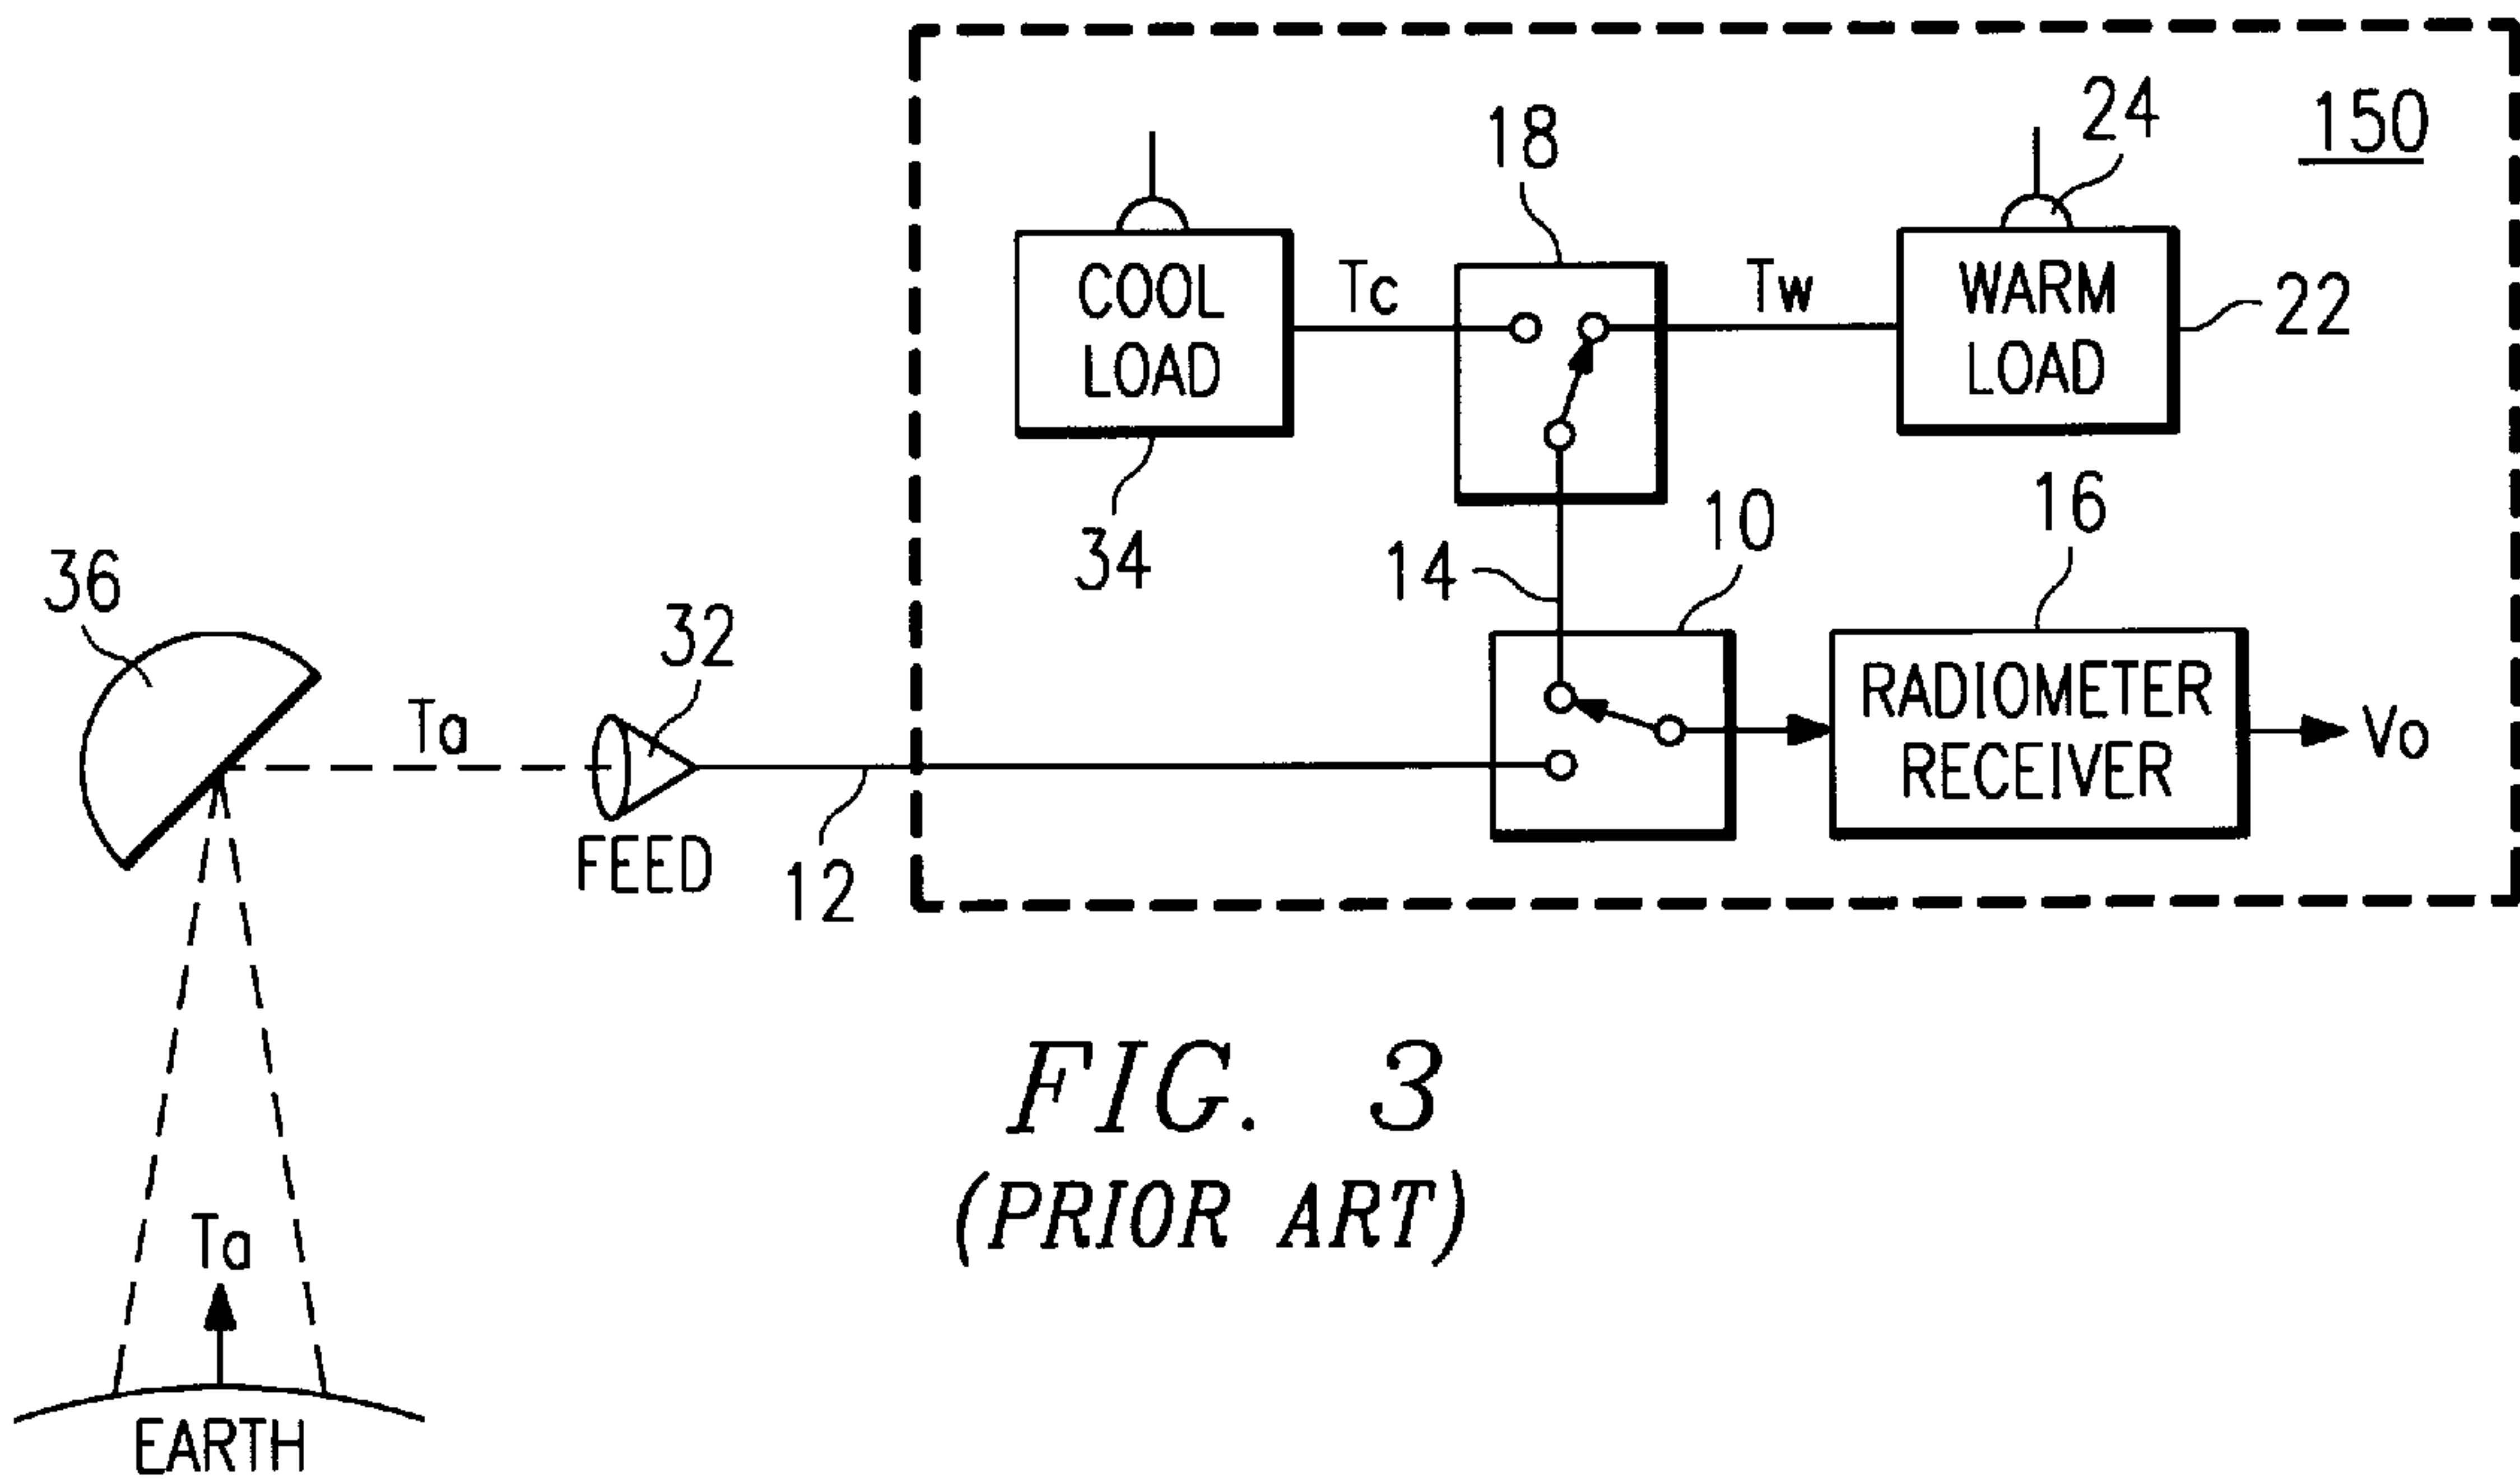 150
18
24
COOL
LOAD
Tc
Tw
WARM
LOAD
22
34
14
10
16
36
32
Ta
FEED
12
RADIOMETER
RECEIVER
Vo
Ta
EARTH
FIG. 3
(PRIOR ART)